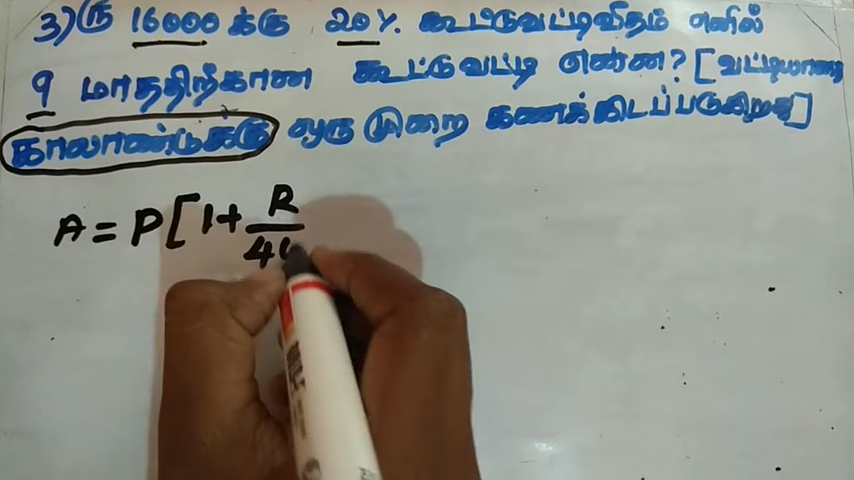 3) ரூ 16000 க்கு 20%. கூட்டுவட்டிவிதம் எனில்
9 மாதத்திற்கான கூட்டு வட்டி என்ன? [வட்டியானது
காலாண்டுக்கு ஒரு முறை கணக்கிடப்படுகிறது]
A = P [ 1 + R
4